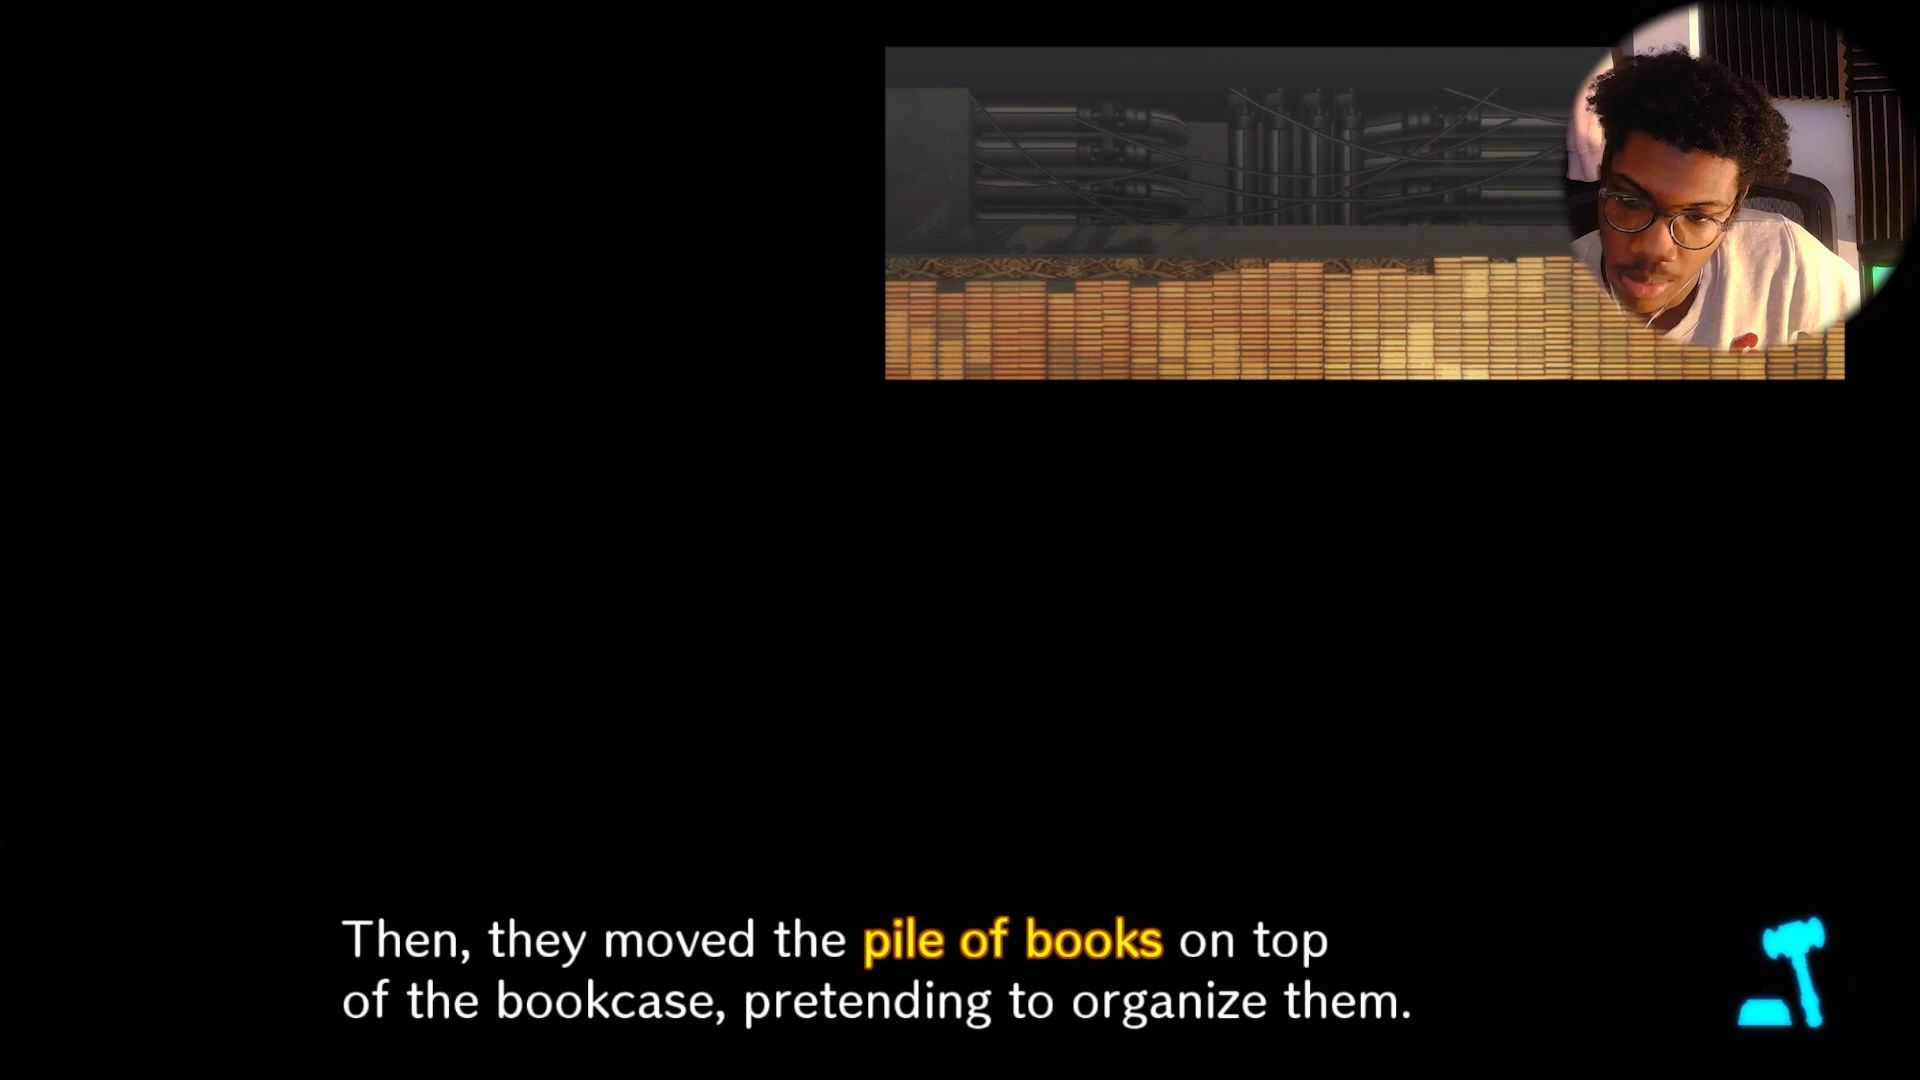 Then, they moved the pile of books on top
of the bookcase, pretending to organize them.